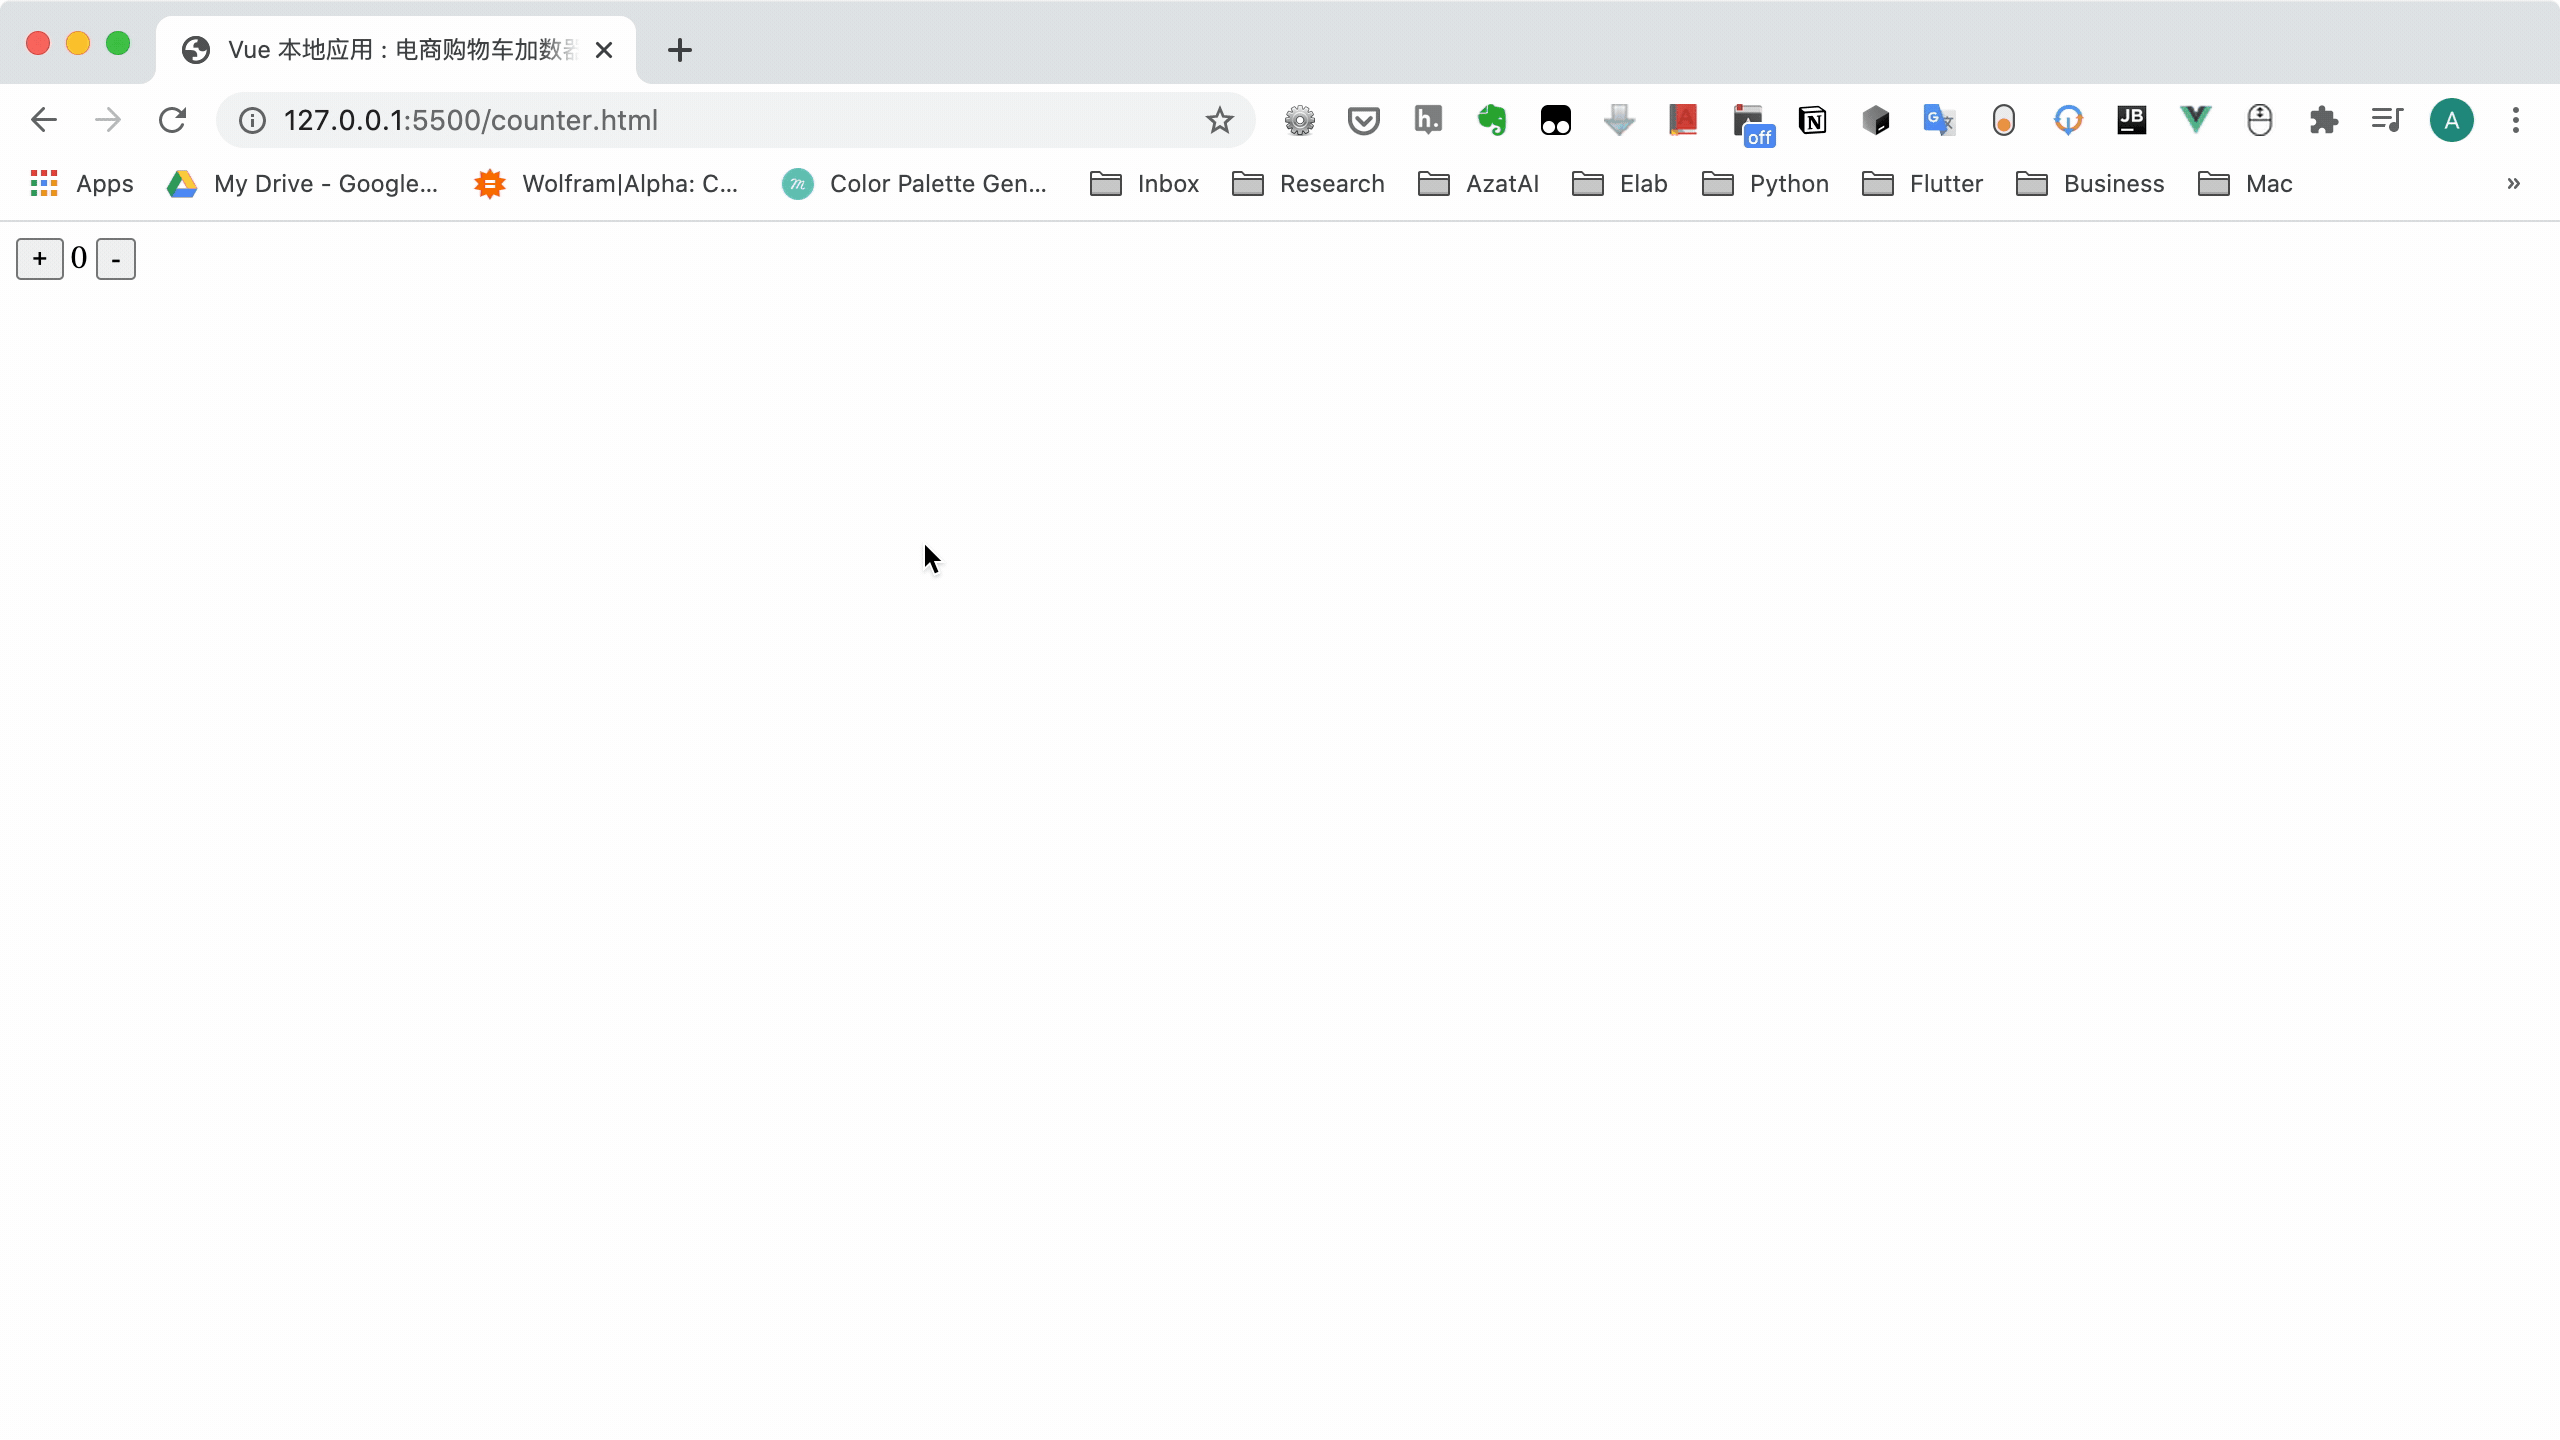 Vue 本地应用 : 电商购物车加数器
127.0.0.1:5500/counter.html
h.
off
N
G 文
JB
A
Apps
My Drive - Google...
Wolfram|Alpha: C...
m
Color Palette Gen...
Inbox
Research
AzatAI
Elab
Python
Flutter
Business
Mac
»
+ 0 -